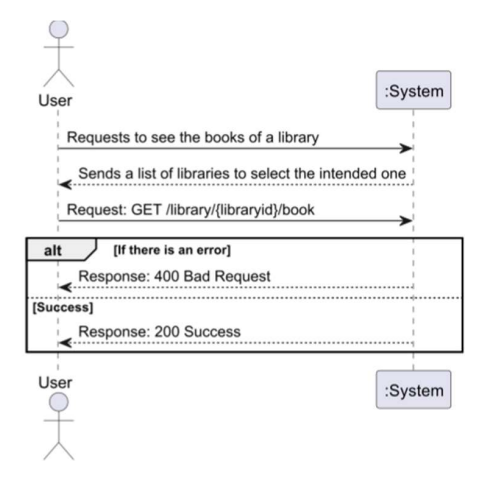 User
:System
Requests to see the books of a library
Sends a list of libraries to select the intended one
Request: GET /library/{libraryid}/book
alt
[If there is an error]
Response: 400 Bad Request
[Success]
Response: 200 Success
User
:System